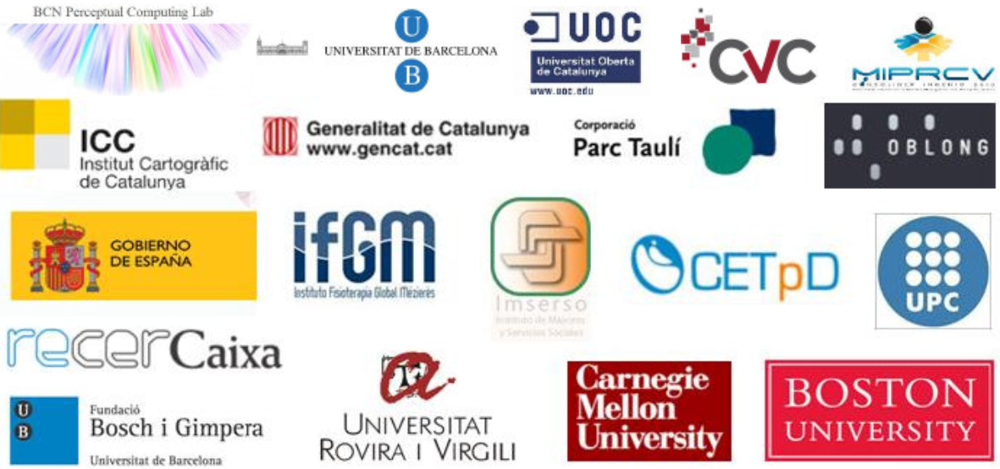 BCN Perceptual Computing Lab
U
UNIVERSITAT DE BARCELONA
B
UOC
Universitat Oberta
de Catalunya
www.uoc.edu
CVC
MIPRCV
CONSOLIDER INGENIO 2010
ICC
Institut Cartogràfic
de Catalunya
Generalitat de Catalunya
www.gencat.cat
Corporació
Parc Taulí
OBLONG
GOBIERNO
DE ESPAÑA
ifGM
Instituto Fisioterapia Global Mézières
Imserso
Instituto de Mayores
y Servicios Sociales
CETpD
UPC
recerCaixa
U
B
Fundació
Bosch i Gimpera
Universitat de Barcelona
UNIVERSITAT
ROVIRA I VIRGILI
Carnegie
Mellon
University
BOSTON
UNIVERSITY